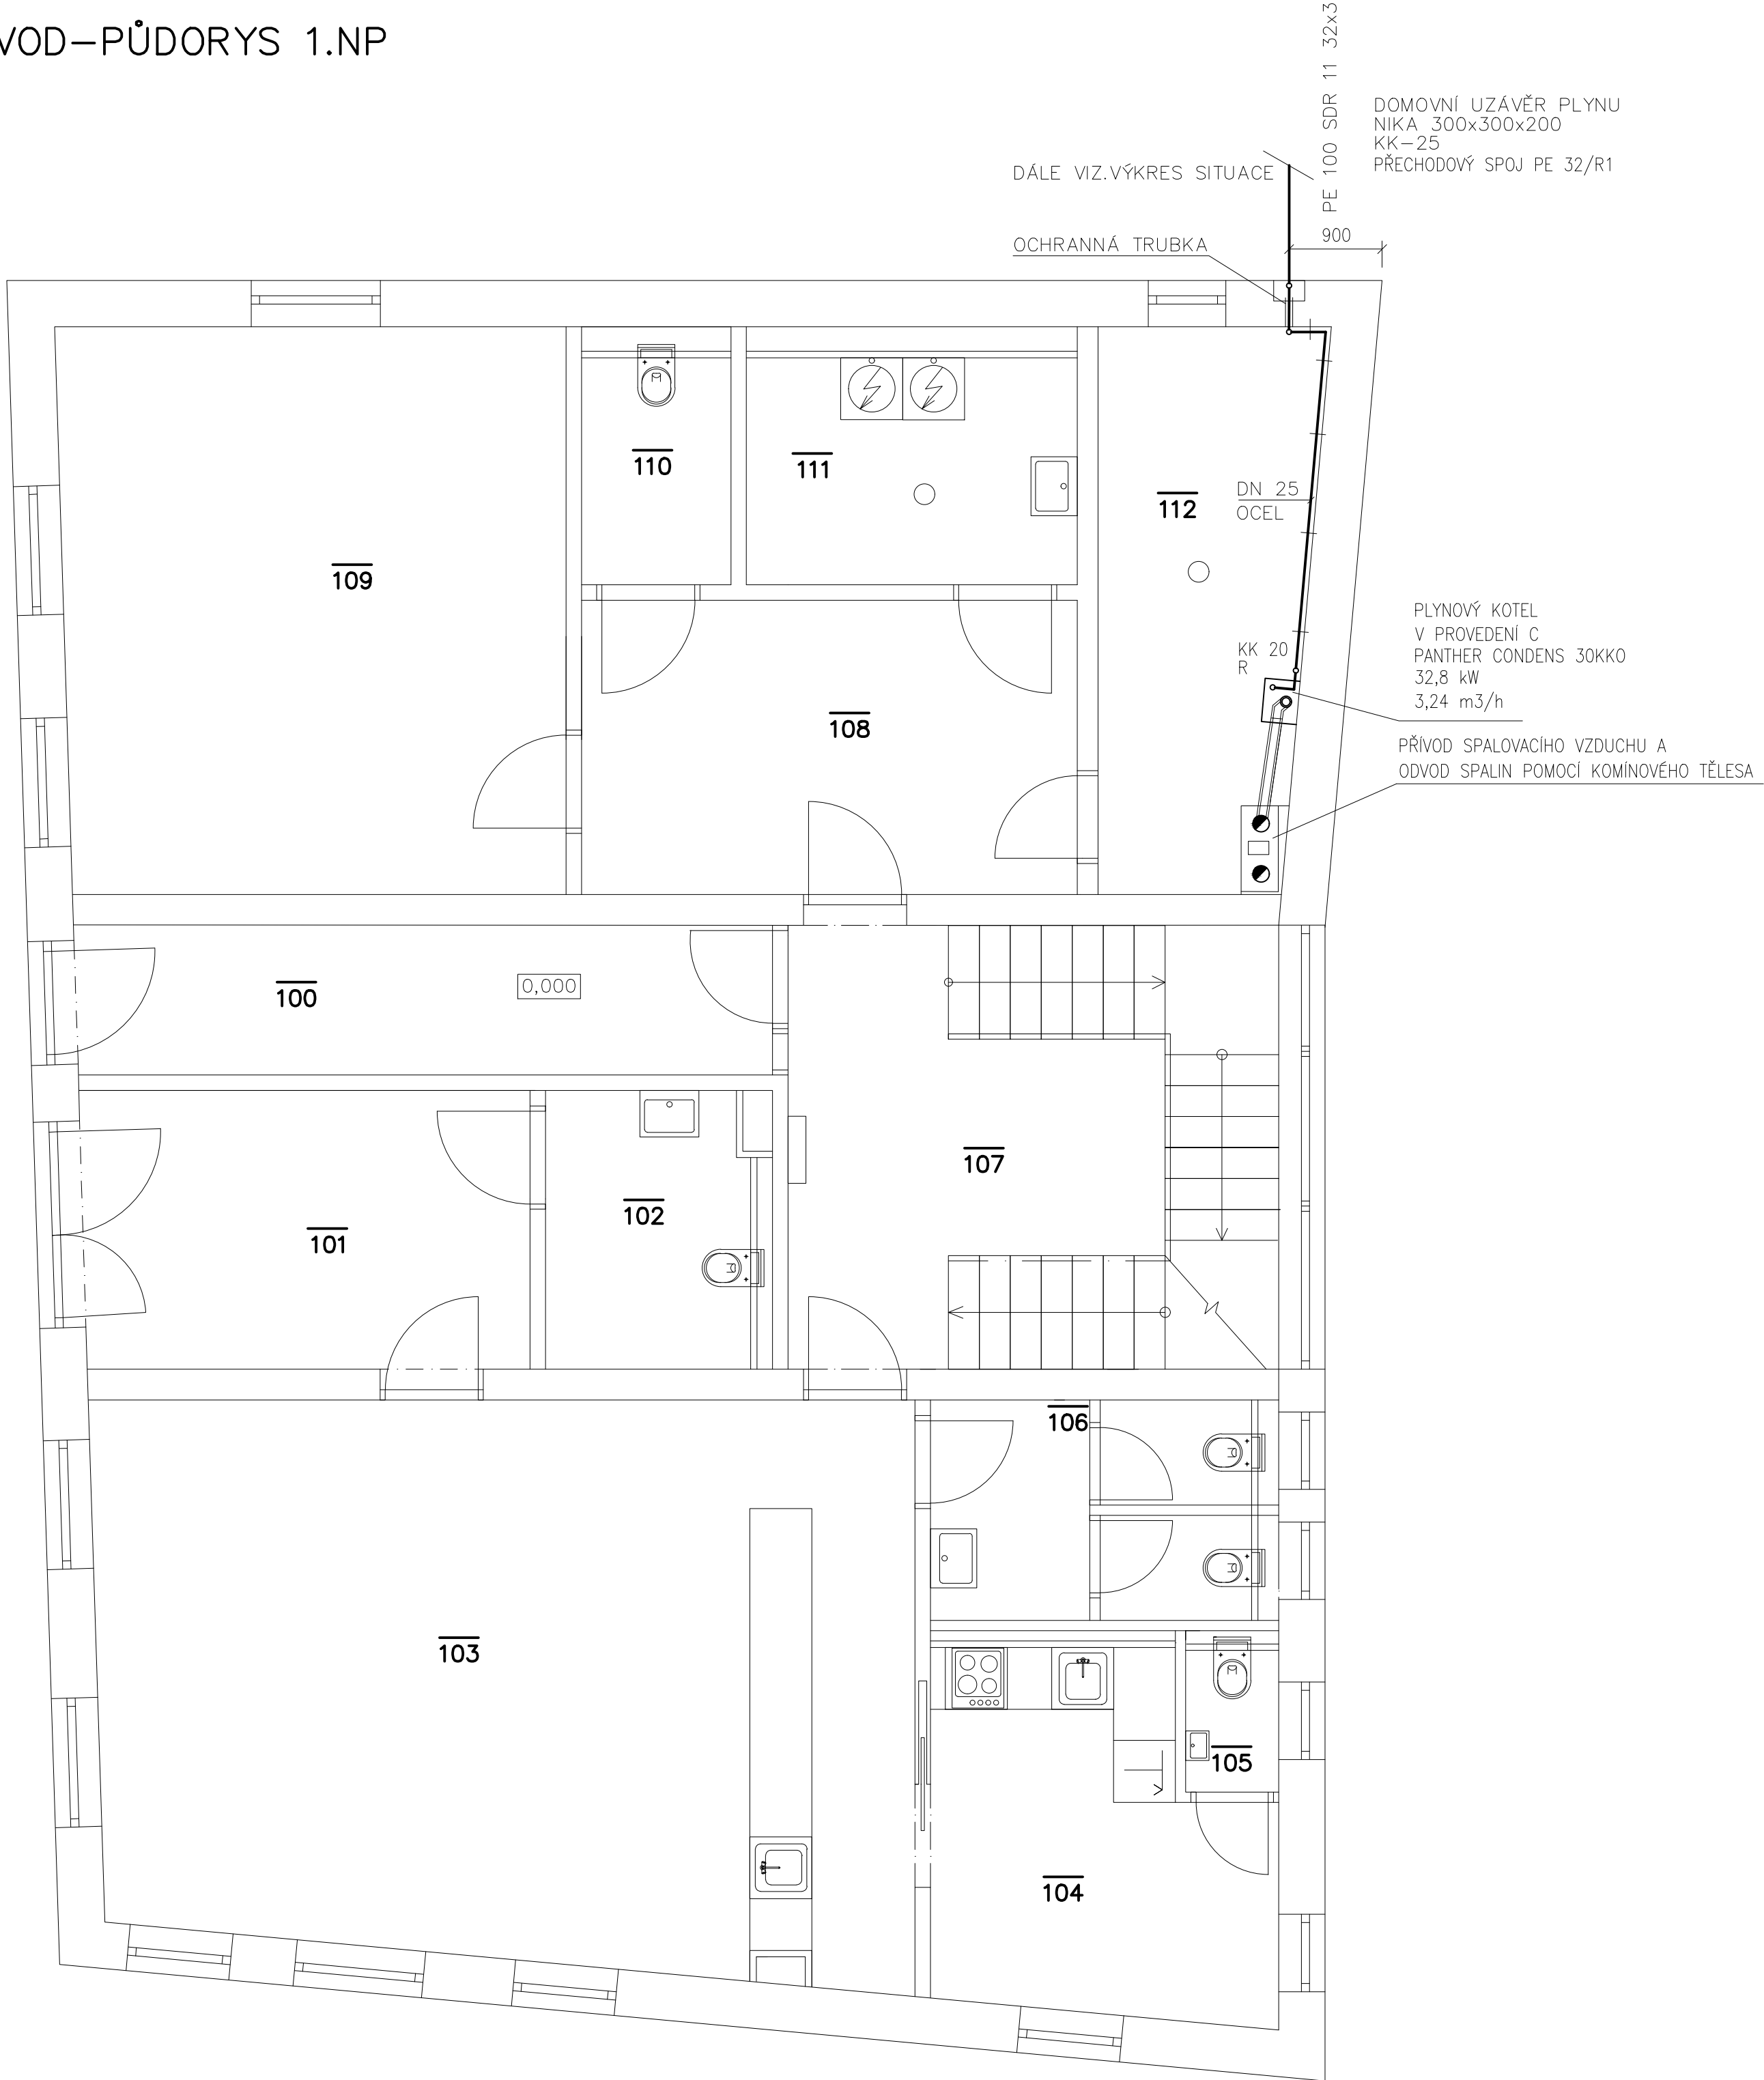 VOD-PŮDORYS 1.NP
PE 100 SDR 11 32x3
DOMOVNÍ UZÁVĚR PLYNU
NIKA 300x300x200
KK-25
PŘECHODOVÝ SPOJ PE 32/R1
DÁLE VIZ.VÝKRES SITUACE
OCHRANNÁ TRUBKA
900
110
111
112
DN 25
OCEL
109
PLYNOVÝ KOTEL
V PROVEDENÍ C
PANTHER CONDENS 30KKO
32,8 kW
3,24 m3/h
KK 20
R
108
PŘÍVOD SPALOVACÍHO VZDUCHU A
ODVOD SPALIN POMOCÍ KOMÍNOVÉHO TĚLESA
100
0,000
107
102
101
106
103
105
104